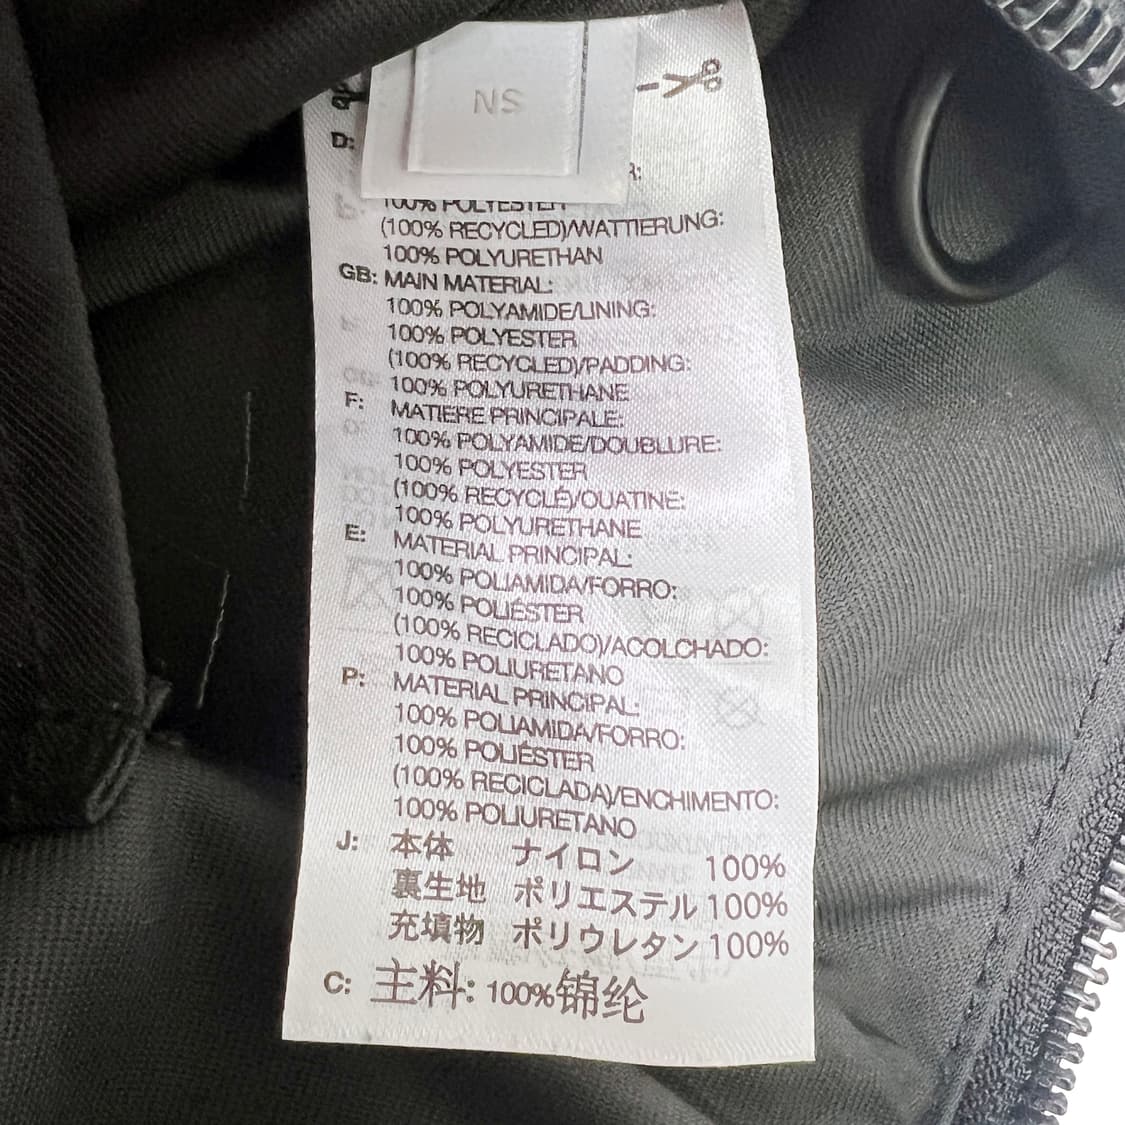 NS
D:
R:
100% POLYESTER
(100% RECYCLED)/WATTIERUNG:
100% POLYURETHAN
GB: MAIN MATERIAL:
100% POLYAMIDE/LINING:
100% POLYESTER
(100% RECYCLED)/PADDING:
100% POLYURETHANE
F: MATIERE PRINCIPALE:
100% POLYAMIDE/DOUBLURE:
100% POLYESTER
(100% RECYCLÉ)/OUATINE:
100% POLYURETHANE
E: MATERIAL PRINCIPAL:
100% POLIAMIDA/FORRO:
100% POLIÉSTER
(100% RECICLADO)/ACOLCHADO:
100% POLIURETANO
P: MATERIAL PRINCIPAL:
100% POLIAMIDA/FORRO:
100% POLIÉSTER
(100% RECICLADA)/ENCHIMENTO:
100% POLIURETANO
J: 本体 ナイロン 100%
裏生地 ポリエステル 100%
充填物 ポリウレタン 100%
C: 主料: 100%锦纶